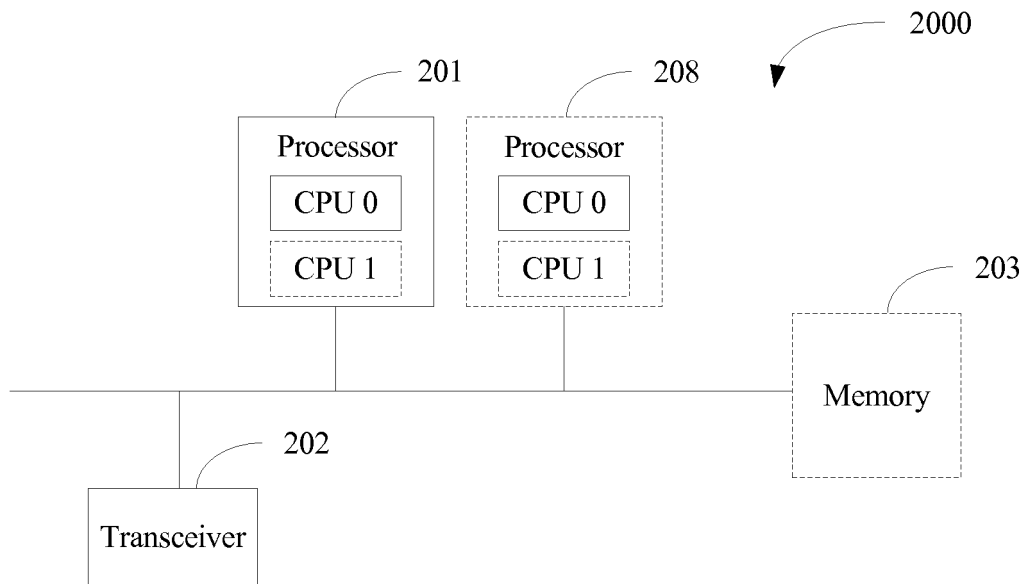 2000
201
208
Processor
CPU 0
CPU 1
Processor
CPU 0
CPU 1
203
Memory
202
Transceiver